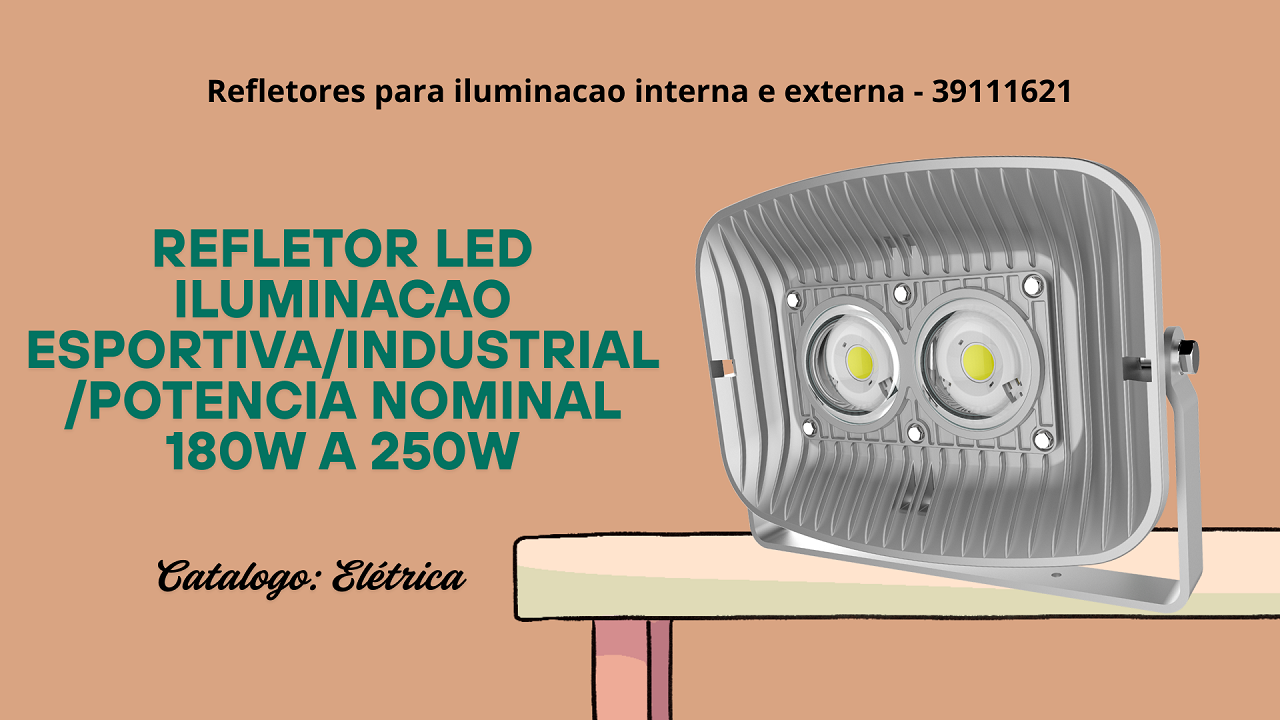 Refletores para iluminacao interna e externa - 39111621
REFLETOR LED
ILUMINACAO
ESPORTIVA/INDUSTRIAL
/POTENCIA NOMINAL
180W A 250W
Catalogo: Elétrica